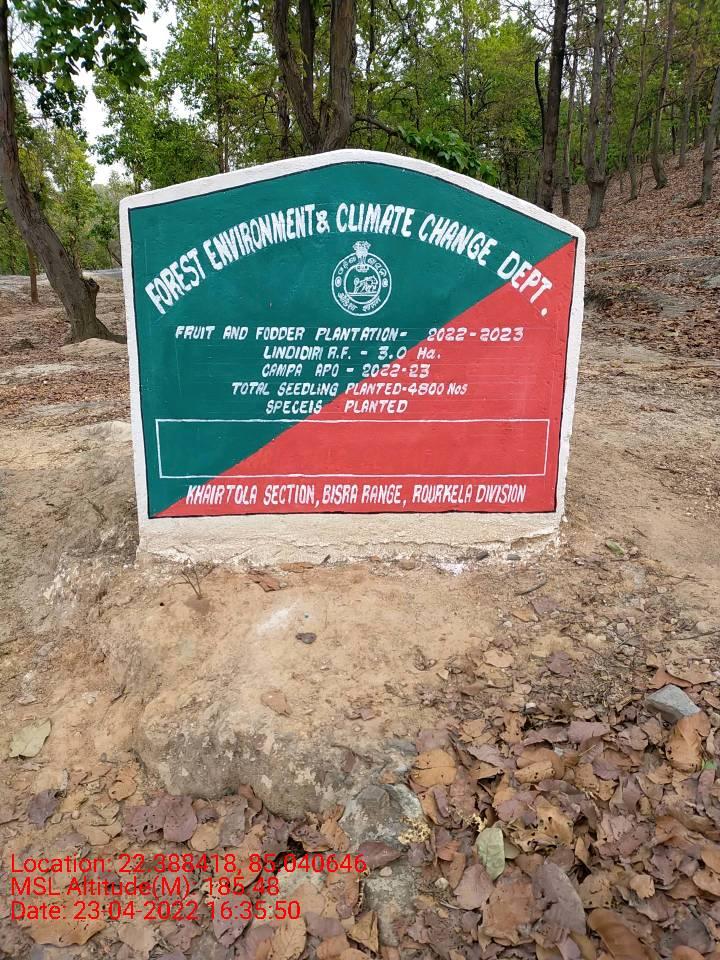 FOREST ENVIRONMENT & CLIMATE CHANGE DEPT.
FRUIT AND FODDER PLANTATION- 2022-2023
LINDIDIRI R.F. - 3.0 Ha.
CAMPA APO - 2022-23
TOTAL SEEDLING PLANTED-4800 Nos
SPECEIS PLANTED
KHAIRTOLA SECTION, BISRA RANGE, ROURKELA DIVISION
Location: 22.388418, 85.040646
MSL Altitude(M): 185.48
Date: 23-04-2022 16:35:50